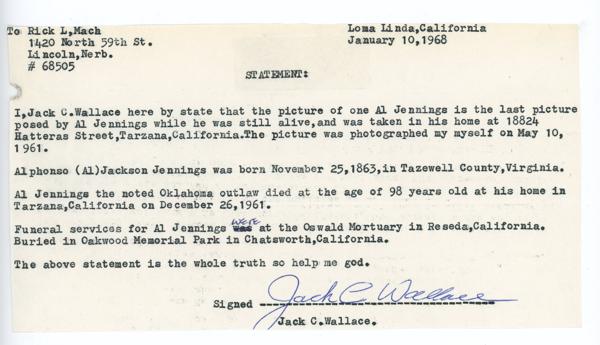 To Rick L,Mach
Loma Linda,California
1420 North 59th St.
January 10,1968
Lincoln,Nerb.
# 68505
STATEMENT:
I,Jack C.Wallace here by state that the picture of one Al Jennings is the last picture
posed by Al Jennings while he was still alive,and was taken in his home at 18824
Hatteras Street,Tarzana,California.The picture was photographed my myself on May 10,
1961.
Alphonso (Al)Jackson Jennings was born November 25,1863,in Tazewell County,Virginia.
Al Jennings the noted Oklahoma outlaw died at the age of 98 years old at his home in
Tarzana,California on December 26,1961.
Funeral services for Al Jennings were at the Oswald Mortuary in Reseda,California.
Buried in Oakwood Memorial Park in Chatsworth,California.
The above statement is the whole truth so help me god.
Signed Jack C Wallace
Jack C.Wallace.